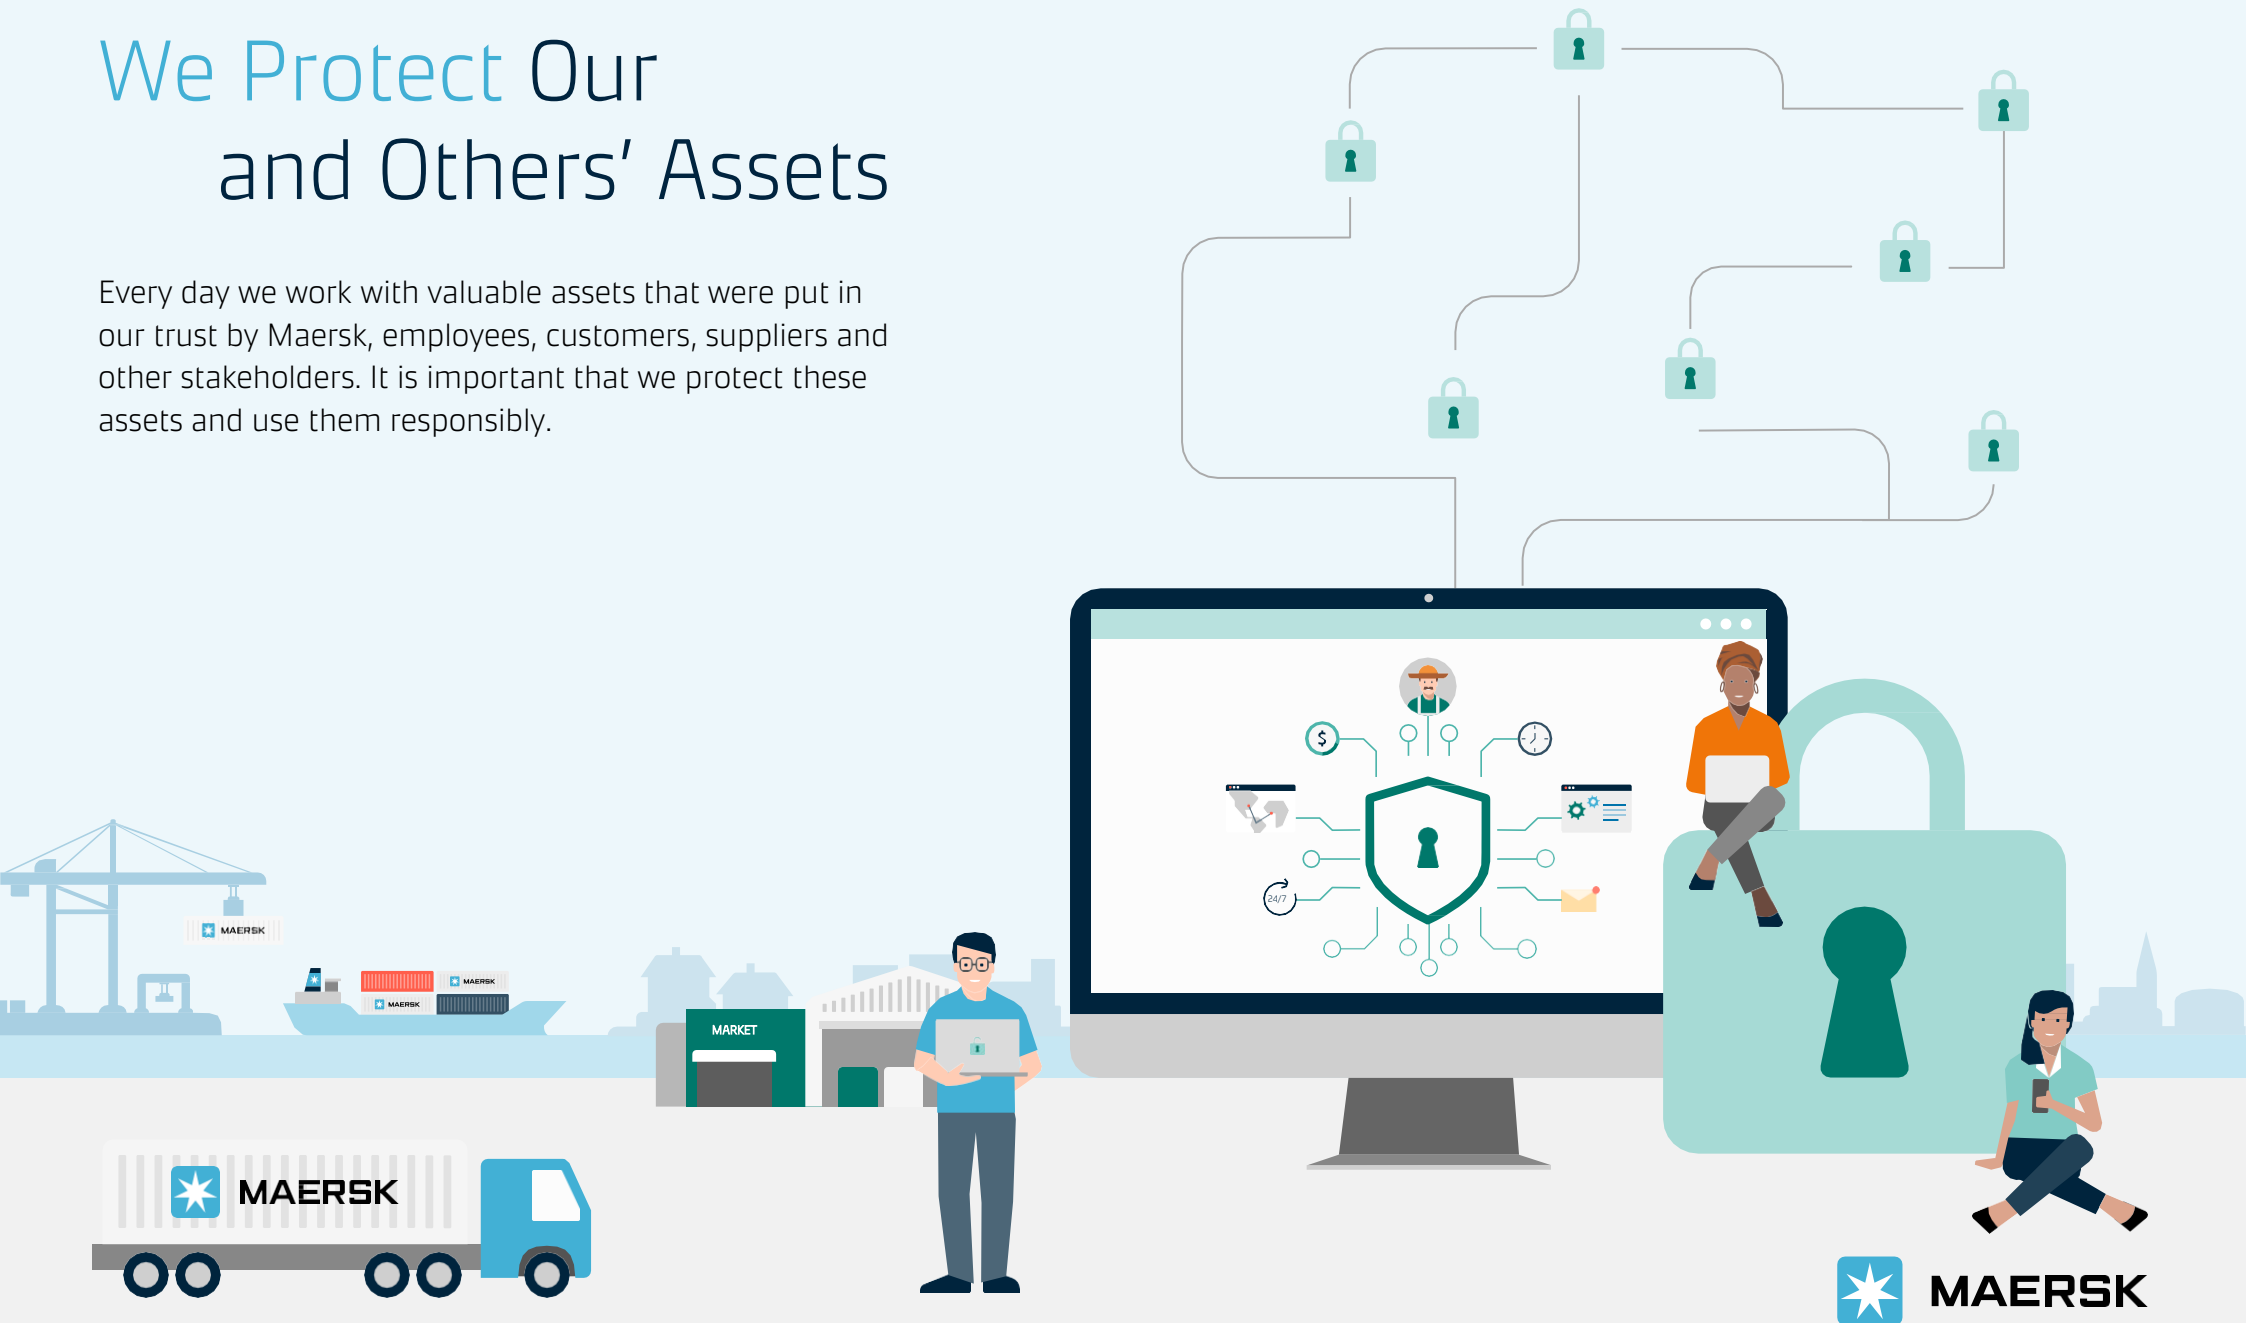 We Protect Our
and Others’ Assets
Every day we work with valuable assets that were put in
our trust by Maersk, employees, customers, suppliers and
other stakeholders. It is important that we protect these
assets and use them responsibly.
$
24/7
MAERSK
MAERSK
MAERSK
MARKET
MAERSK
MAERSK